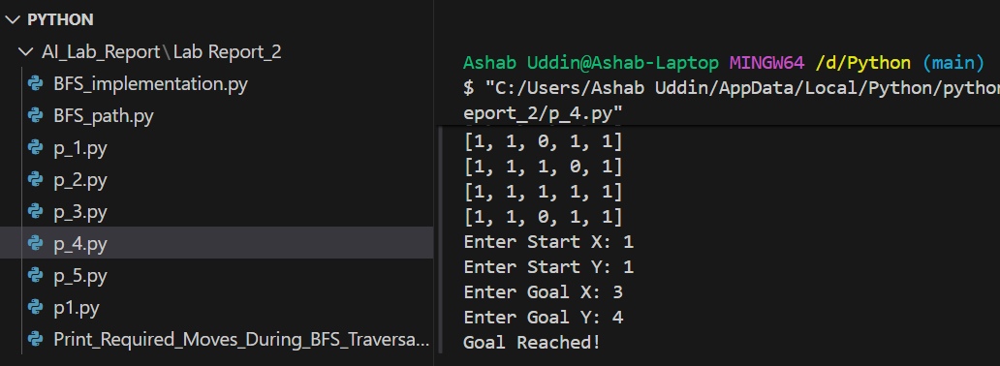 PYTHON
AI_Lab_Report\Lab Report_2
BFS_implementation.py
BFS_path.py
p_1.py
p_2.py
p_3.py
p_4.py
p_5.py
p1.py
Print_Required_Moves_During_BFS_Traversa...
Ashab Uddin@Ashab-Laptop MINGW64 /d/Python (main)
$ "C:/Users/Ashab Uddin/AppData/Local/Python/python
eport_2/p_4.py"
[1, 1, 0, 1, 1]
[1, 1, 1, 0, 1]
[1, 1, 1, 1, 1]
[1, 1, 0, 1, 1]
Enter Start X: 1
Enter Start Y: 1
Enter Goal X: 3
Enter Goal Y: 4
Goal Reached!